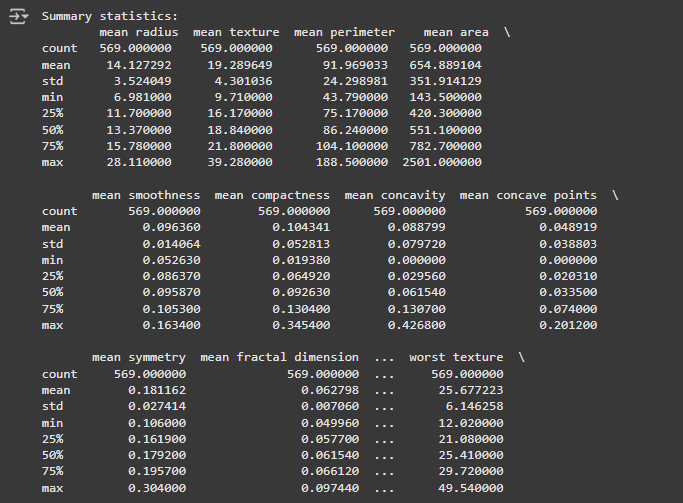 Summary statistics:
mean radius mean texture mean perimeter mean area \
count 569.000000 569.000000 569.000000 569.000000
mean 14.127292 19.289649 91.969033 654.889104
std 3.524049 4.301036 24.298981 351.914129
min 6.981000 9.710000 43.790000 143.500000
25% 11.700000 16.170000 75.170000 420.300000
50% 13.370000 18.840000 86.240000 551.100000
75% 15.780000 21.800000 104.100000 782.700000
max 28.110000 39.280000 188.500000 2501.000000
mean smoothness mean compactness mean concavity mean concave points \
count 569.000000 569.000000 569.000000 569.000000
mean 0.096360 0.104341 0.088799 0.048919
std 0.014064 0.052813 0.079720 0.038803
min 0.052630 0.019380 0.000000 0.000000
25% 0.086370 0.064920 0.029560 0.020310
50% 0.095870 0.092630 0.061540 0.033500
75% 0.105300 0.130400 0.130700 0.074000
max 0.163400 0.345400 0.426800 0.201200
mean symmetry mean fractal dimension ... worst texture \
count 569.000000 569.000000 ... 569.000000
mean 0.181162 0.062798 ... 25.677223
std 0.027414 0.007060 ... 6.146258
min 0.106000 0.049960 ... 12.020000
25% 0.161900 0.057700 ... 21.080000
50% 0.179200 0.061540 ... 25.410000
75% 0.195700 0.066120 ... 29.720000
max 0.304000 0.097440 ... 49.540000